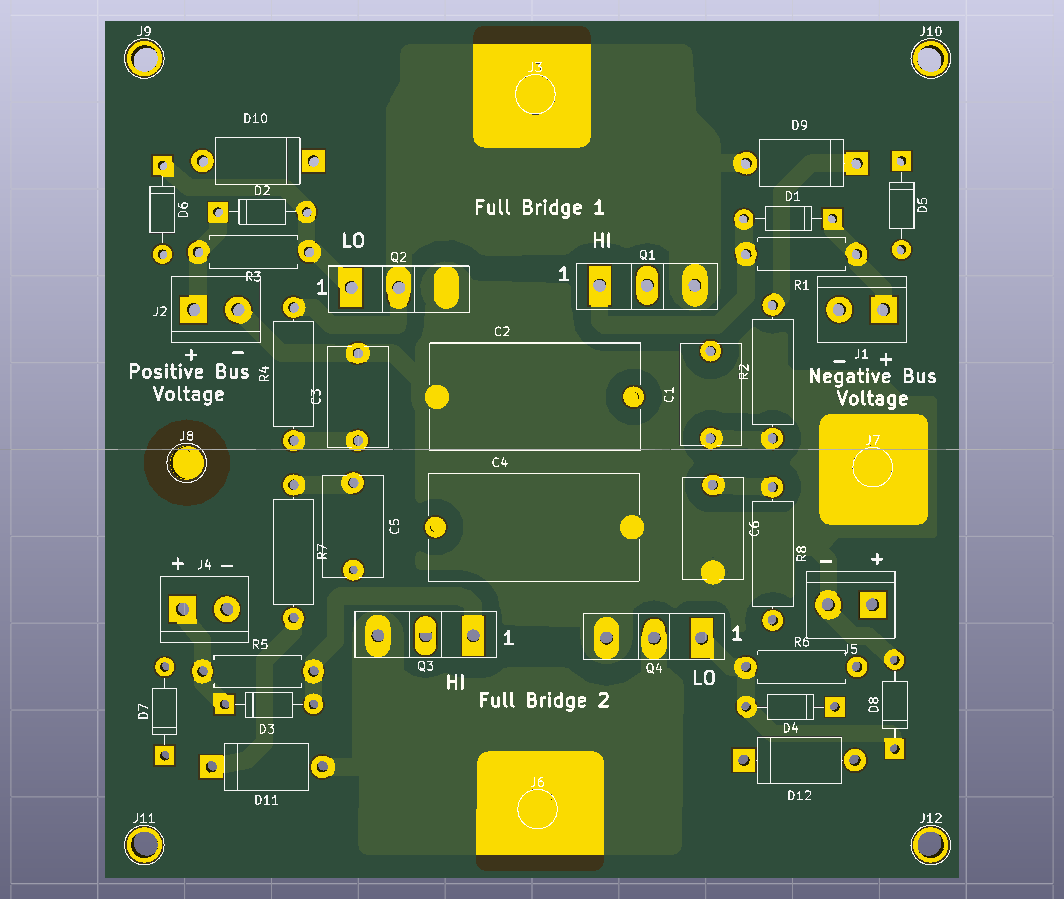 J9
J10
J3
D10
D9
D2
D1
D6
D5
Full Bridge 1
LO
HI
Q2
Q1
R3
R1
1
1
J2
J1
+ −
− +
Positive Bus
Voltage
Negative Bus
Voltage
C2
R4
C3
C1
R2
J8
J7
C4
C5
C6
R7
R8
+ J4 −
− +
J5
1
1
Q3
Q4
R5
R6
HI
LO
Full Bridge 2
D7
D8
D3
D4
J6
D11
D12
J11
J12